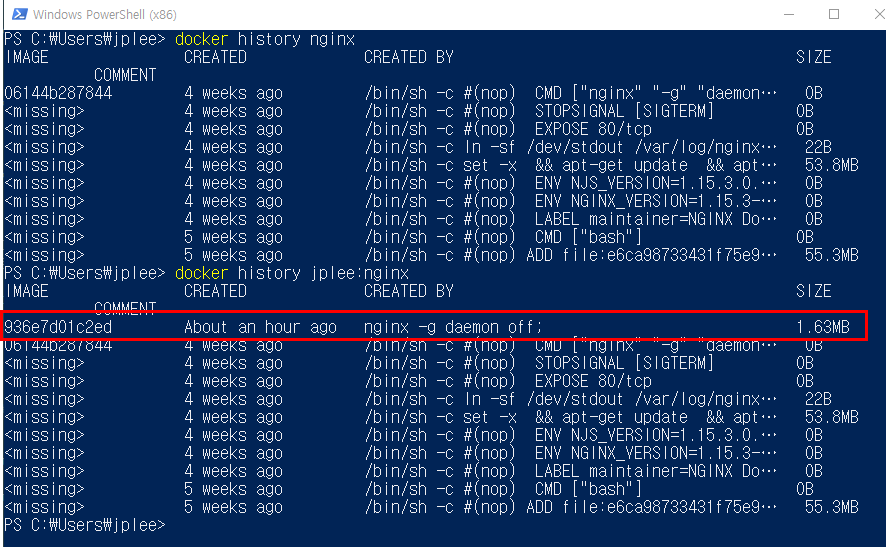 Windows PowerShell (x86)
PS C:₩Users₩jplee> docker history nginx
IMAGE CREATED CREATED BY SIZE
COMMENT
06144b287844 4 weeks ago /bin/sh -c #(nop) CMD ["nginx" "-g" "daemon… 0B
<missing> 4 weeks ago /bin/sh -c #(nop) STOPSIGNAL [SIGTERM] 0B
<missing> 4 weeks ago /bin/sh -c #(nop) EXPOSE 80/tcp 0B
<missing> 4 weeks ago /bin/sh -c ln -sf /dev/stdout /var/log/nginx… 22B
<missing> 4 weeks ago /bin/sh -c set -x && apt-get update && apt… 53.8MB
<missing> 4 weeks ago /bin/sh -c #(nop) ENV NJS_VERSION=1.15.3.0.… 0B
<missing> 4 weeks ago /bin/sh -c #(nop) ENV NGINX_VERSION=1.15.3-… 0B
<missing> 4 weeks ago /bin/sh -c #(nop) LABEL maintainer=NGINX Do… 0B
<missing> 5 weeks ago /bin/sh -c #(nop) CMD ["bash"] 0B
<missing> 5 weeks ago /bin/sh -c #(nop) ADD file:e6ca98733431f75e9… 55.3MB
PS C:₩Users₩jplee> docker history jplee:nginx
IMAGE CREATED CREATED BY SIZE
COMMENT
936e7d01c2ed About an hour ago nginx -g daemon off; 1.63MB
06144b287844 4 weeks ago /bin/sh -c #(nop) CMD ["nginx" "-g" "daemon… 0B
<missing> 4 weeks ago /bin/sh -c #(nop) STOPSIGNAL [SIGTERM] 0B
<missing> 4 weeks ago /bin/sh -c #(nop) EXPOSE 80/tcp 0B
<missing> 4 weeks ago /bin/sh -c ln -sf /dev/stdout /var/log/nginx… 22B
<missing> 4 weeks ago /bin/sh -c set -x && apt-get update && apt… 53.8MB
<missing> 4 weeks ago /bin/sh -c #(nop) ENV NJS_VERSION=1.15.3.0.… 0B
<missing> 4 weeks ago /bin/sh -c #(nop) ENV NGINX_VERSION=1.15.3-… 0B
<missing> 4 weeks ago /bin/sh -c #(nop) LABEL maintainer=NGINX Do… 0B
<missing> 5 weeks ago /bin/sh -c #(nop) CMD ["bash"] 0B
<missing> 5 weeks ago /bin/sh -c #(nop) ADD file:e6ca98733431f75e9… 55.3MB
PS C:₩Users₩jplee>